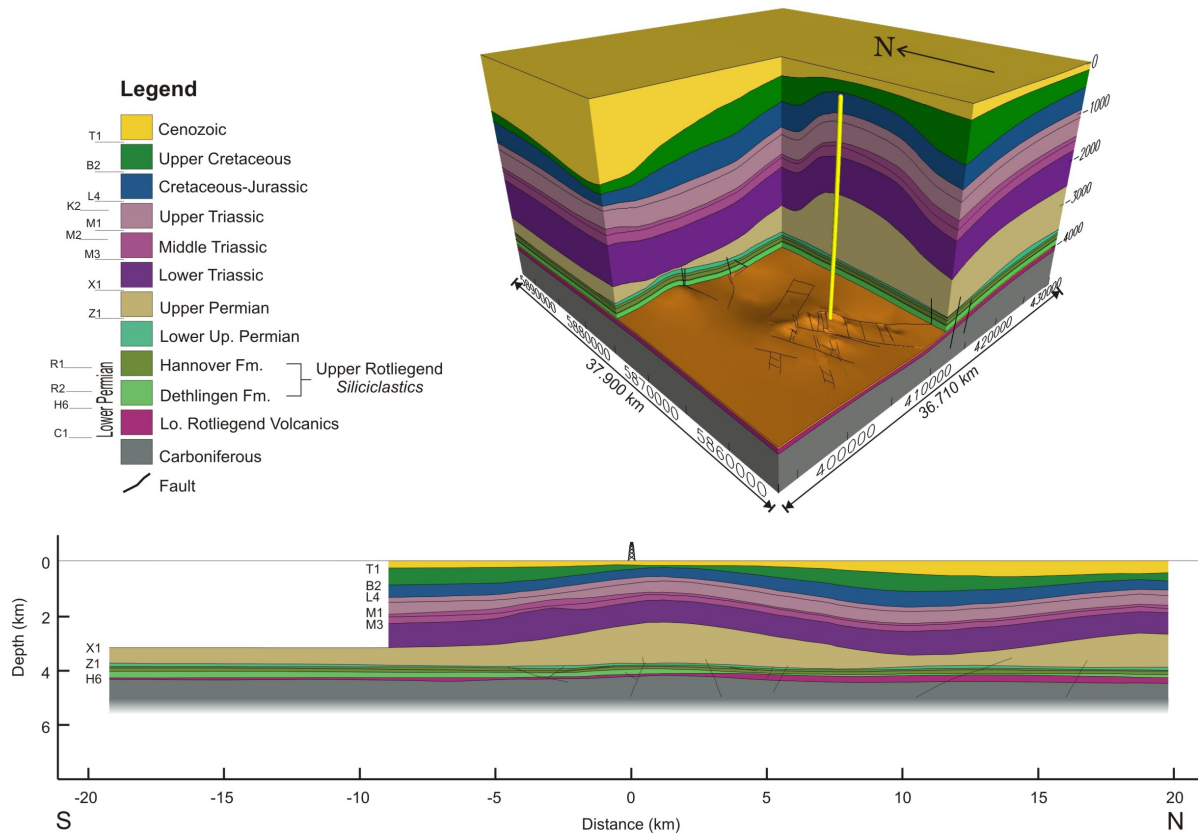 Legend
T1
Cenozoic
B2
Upper Cretaceous
L4
Cretaceous-Jurassic
K2
Upper Triassic
M1
M2
Middle Triassic
M3
Lower Triassic
X1
Upper Permian
Z1
Lower Up. Permian
R1
Hannover Fm.
R2
Dethlingen Fm.
Upper Rotliegend
Siliciclastics
H6
Lower Permian
Lo. Rotliegend Volcanics
C1
Carboniferous
Fault
N
0
-1000
-2000
-3000
-4000
5890000
5880000
5870000
5860000
37.900 km
430000
420000
410000
400000
36.710 km
Depth (km)
0
2
4
6
T1
B2
L4
M1
M3
X1
Z1
H6
-20
-15
-10
-5
0
5
10
15
20
S
Distance (km)
N